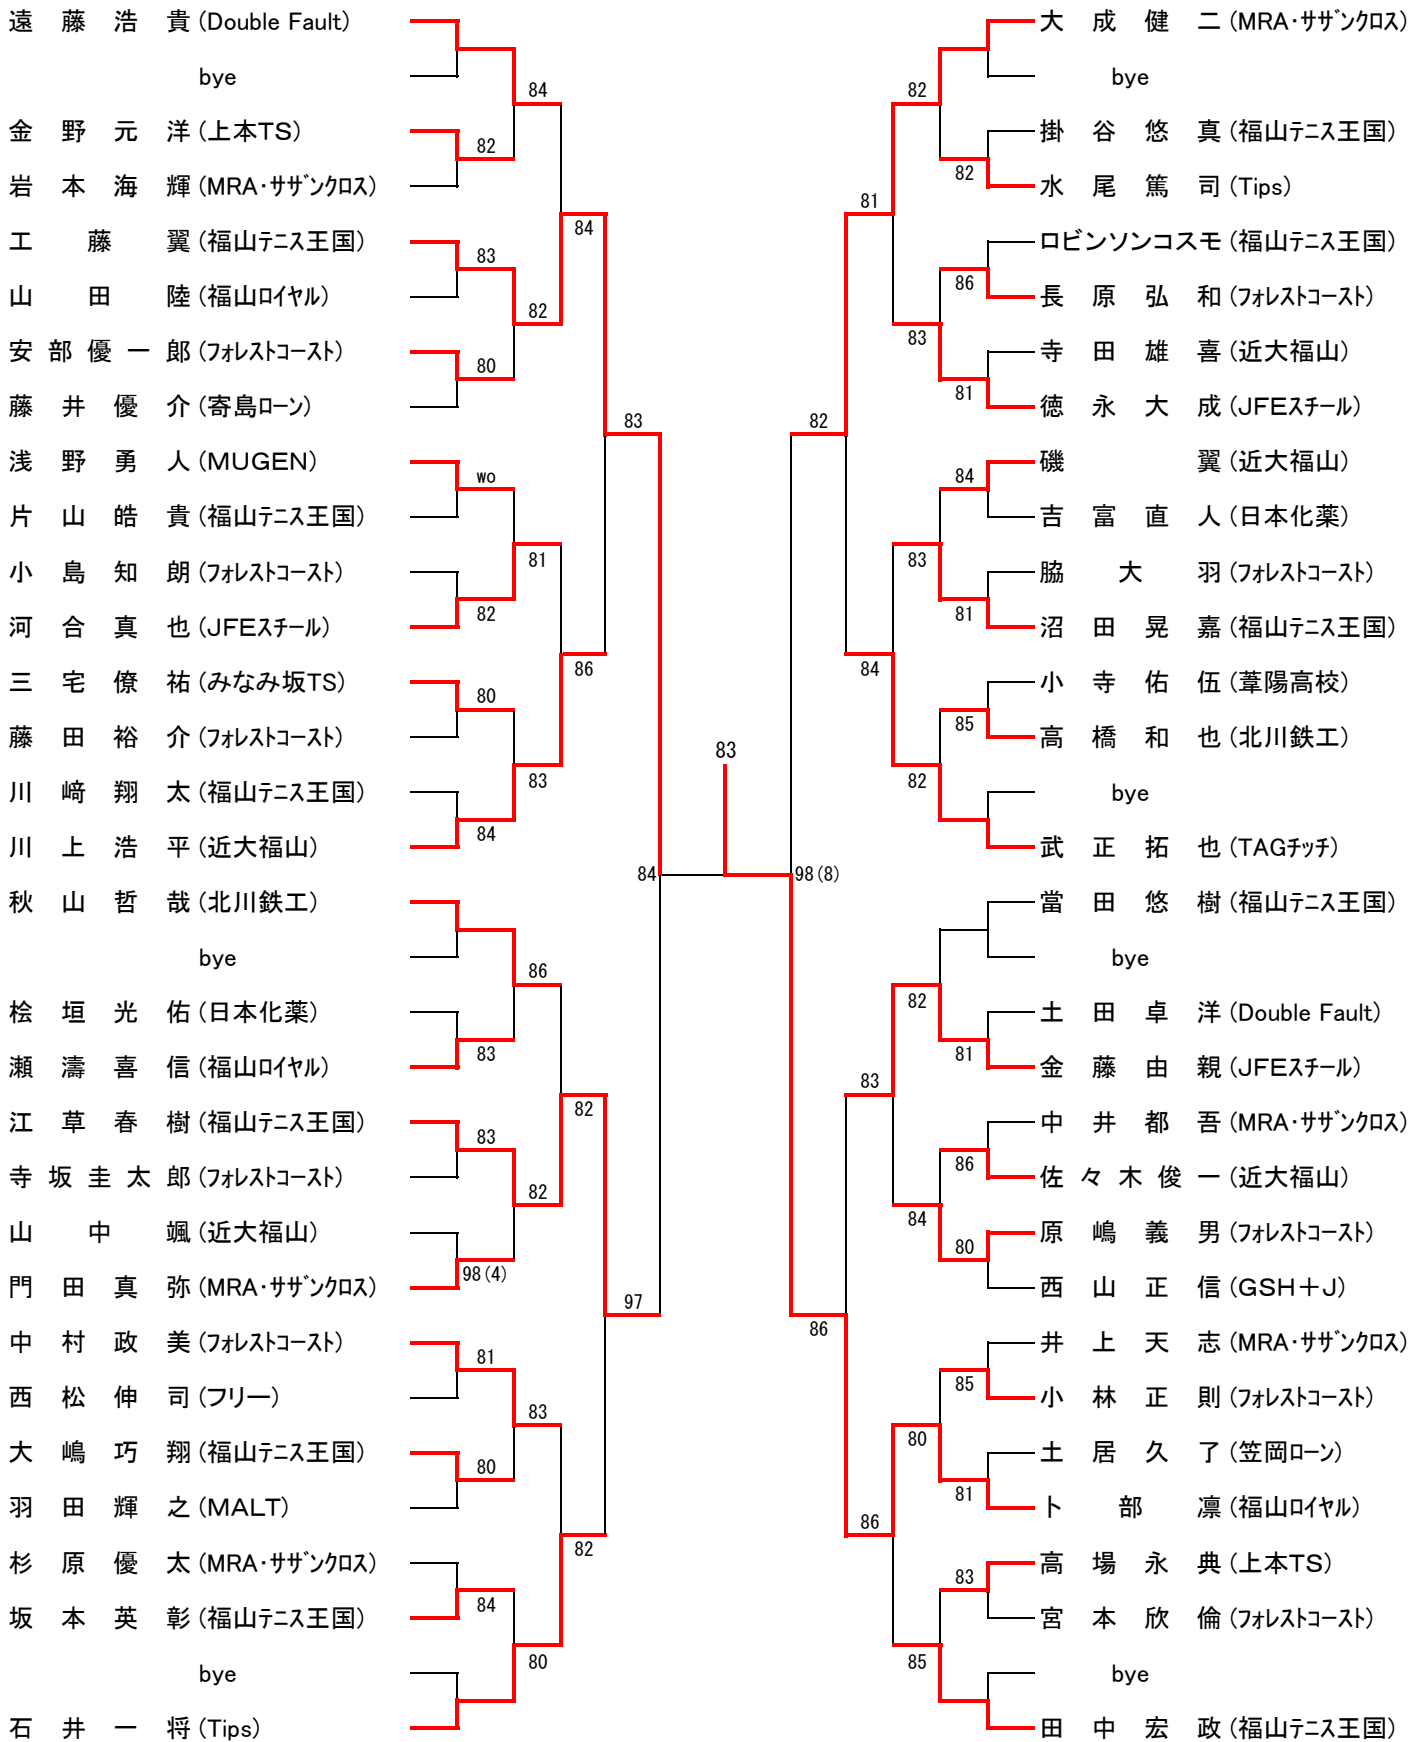 遠藤浩貴(Double Fault)
bye
金野元洋(上本TS)
岩本海輝(MRA・サザンクロス)
工藤翼(福山テニス王国)
山田陸(福山ロイヤル)
安部優一郎(フォレストコースト)
藤井優介(寄島ローン)
浅野勇人(MUGEN)
片山皓貴(福山テニス王国)
小島知朗(フォレストコースト)
河合真也(JFEスチール)
三宅僚祐(みなみ坂TS)
藤田裕介(フォレストコースト)
川﨑翔太(福山テニス王国)
川上浩平(近大福山)
秋山哲哉(北川鉄工)
bye
桧垣光佑(日本化薬)
瀬濤喜信(福山ロイヤル)
江草春樹(福山テニス王国)
寺坂圭太郎(フォレストコースト)
山中颯(近大福山)
門田真弥(MRA・サザンクロス)
中村政美(フォレストコースト)
西松伸司(フリー)
大嶋巧翔(福山テニス王国)
羽田輝之(MALT)
杉原優太(MRA・サザンクロス)
坂本英彰(福山テニス王国)
bye
石井一将(Tips)
82
83
80
wo
82
80
84
83
83
98(4)
81
80
84
84
82
81
83
86
82
83
80
84
86
82
82
83
97
84
83
98(8)
82
86
81
84
83
86
82
83
83
82
82
84
80
85
82
86
81
84
81
85
81
86
80
85
81
83
大成健二(MRA・サザンクロス)
bye
掛谷悠真(福山テニス王国)
水尾篤司(Tips)
ロビンソンコスモ(福山テニス王国)
長原弘和(フォレストコースト)
寺田雄喜(近大福山)
徳永大成(JFEスチール)
磯翼(近大福山)
吉富直人(日本化薬)
脇大羽(フォレストコースト)
沼田晃嘉(福山テニス王国)
小寺佑伍(葦陽高校)
高橋和也(北川鉄工)
bye
武正拓也(TAGチッチ)
當田悠樹(福山テニス王国)
bye
土田卓洋(Double Fault)
金藤由親(JFEスチール)
中井都吾(MRA・サザンクロス)
佐々木俊一(近大福山)
原嶋義男(フォレストコースト)
西山正信(GSH＋J)
井上天志(MRA・サザンクロス)
小林正則(フォレストコースト)
土居久了(笠岡ローン)
卜部凛(福山ロイヤル)
高場永典(上本TS)
宮本欣倫(フォレストコースト)
bye
田中宏政(福山テニス王国)